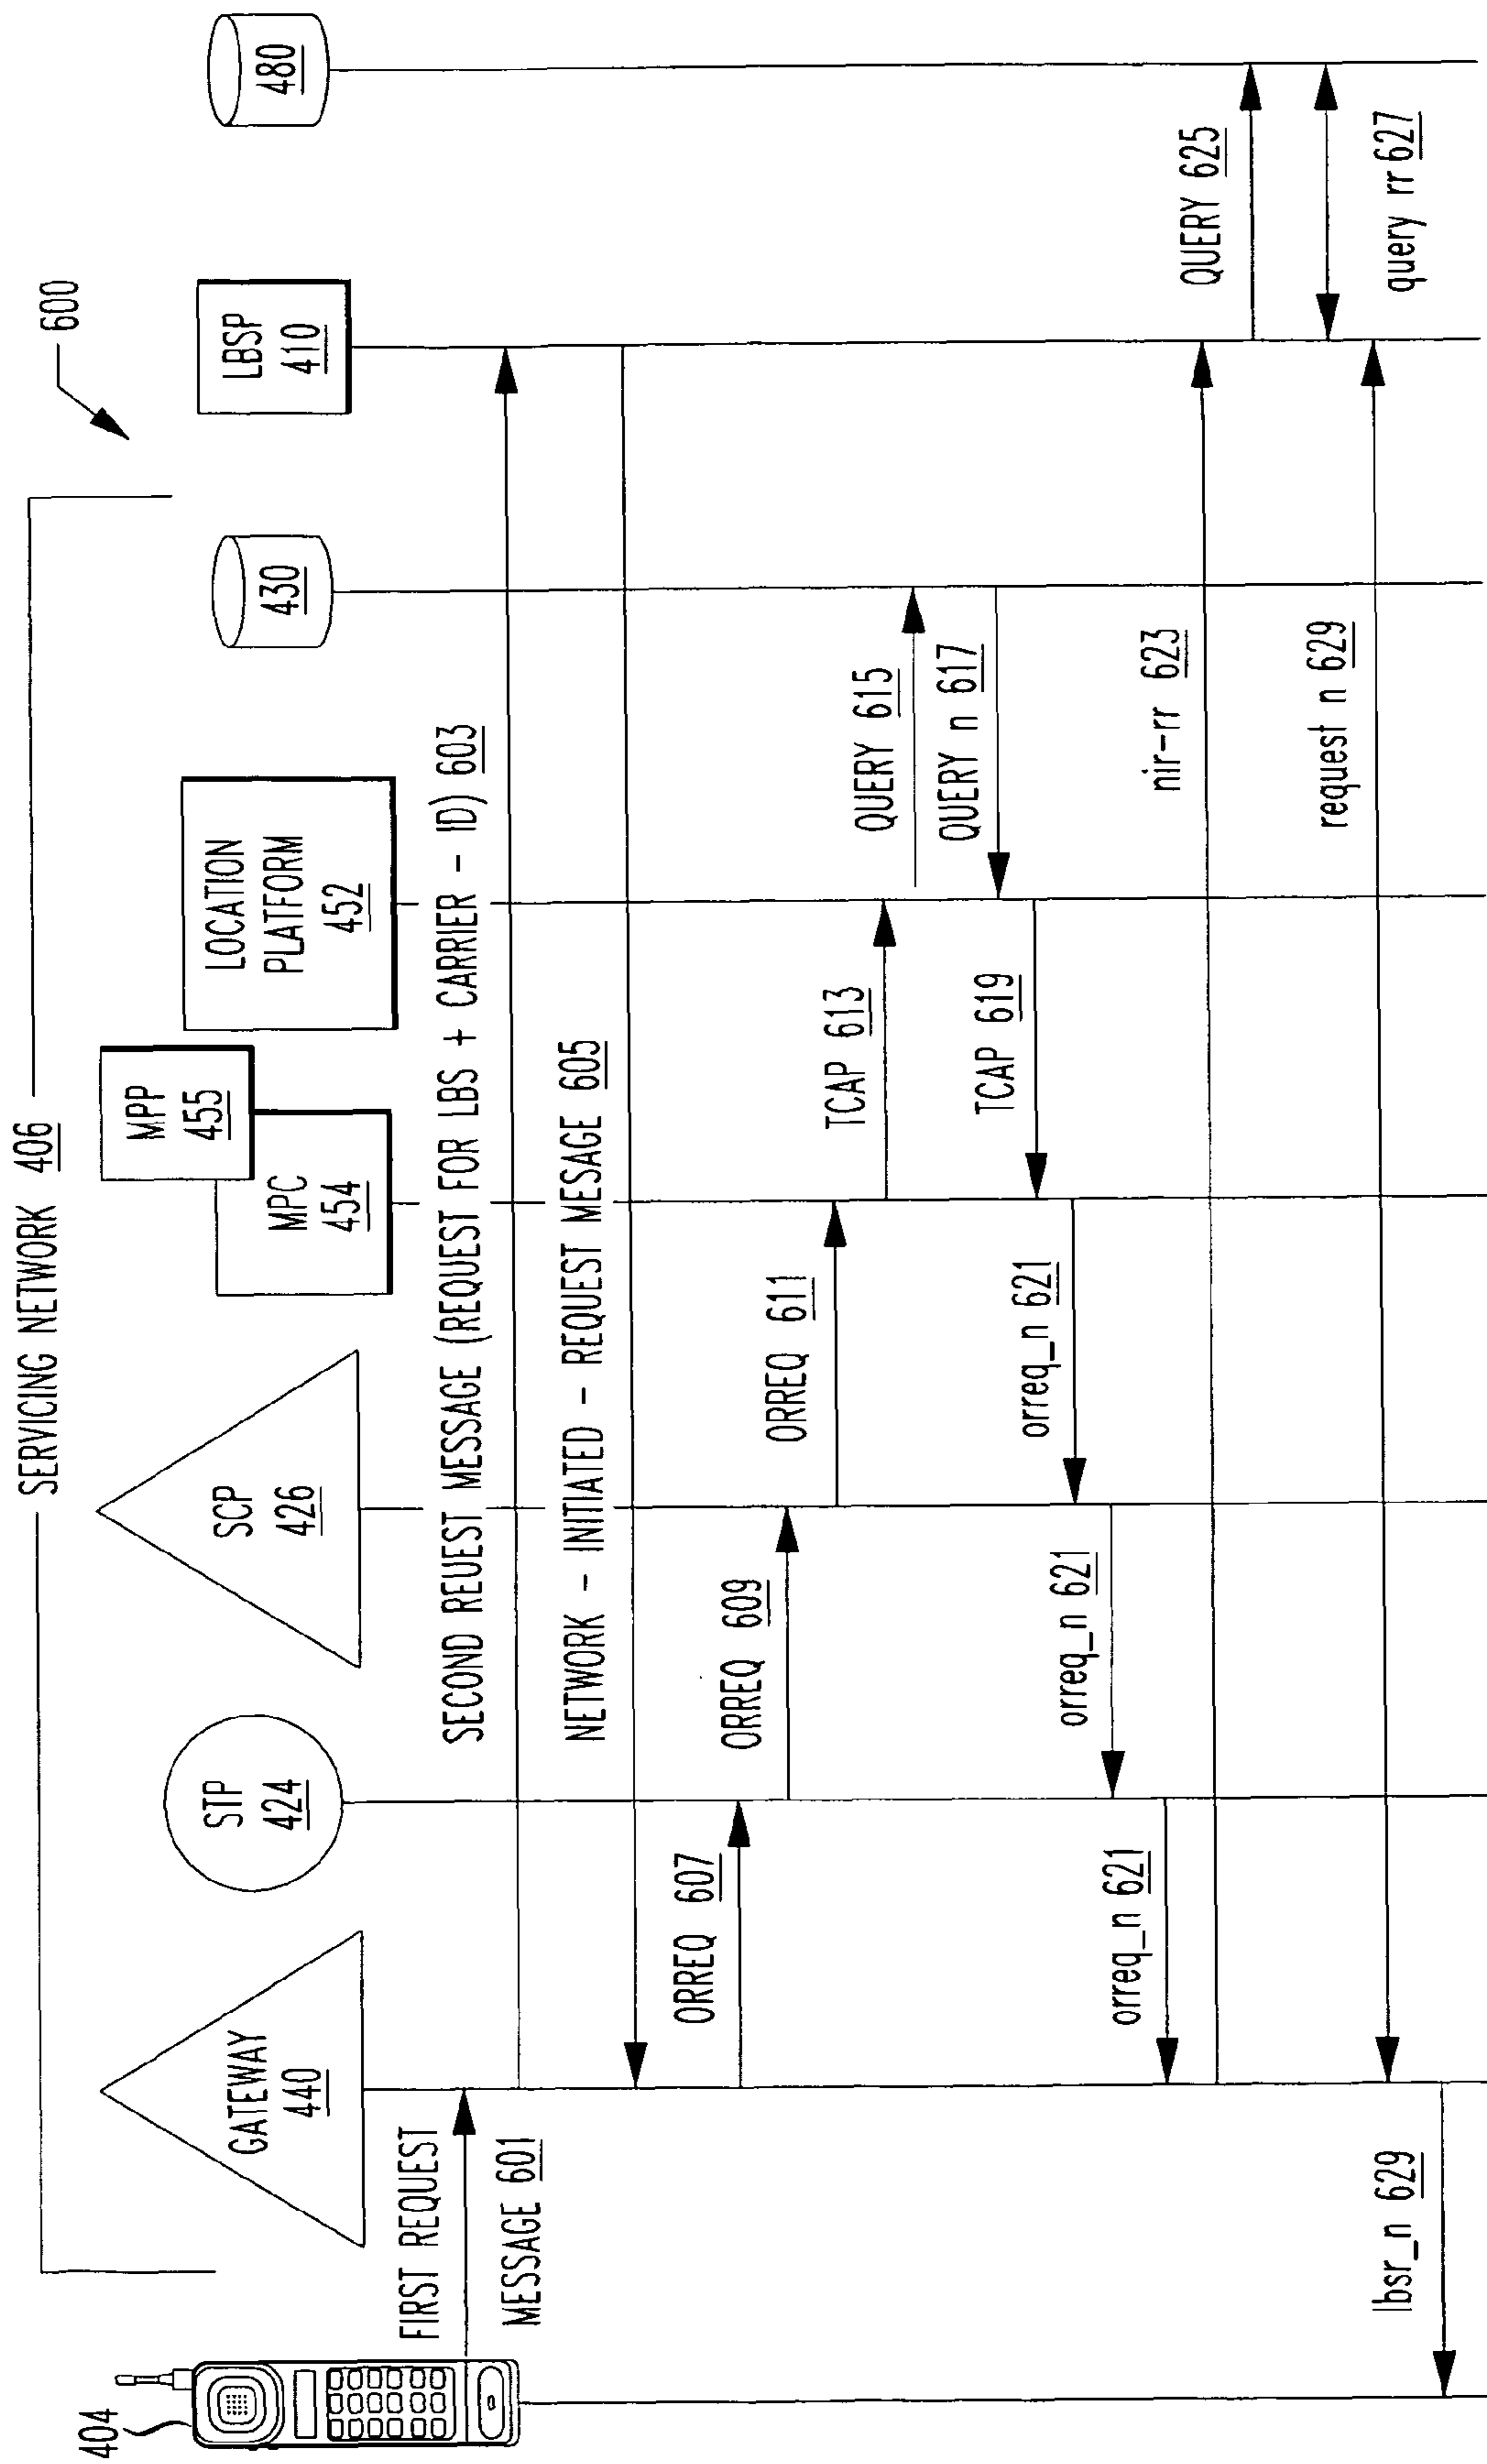 SERVICING NETWORK 406
600
404
GATEWAY
440
STP
424
SCP
426
MPP
455
MPC
454
LOCATION
PLATFORM
452
430
LBSP
410
480
FIRST REQUEST
MESSAGE 601
SECOND REUEST MESSAGE (REQUEST FOR LBS + CARRIER - ID) 603
NETWORK - INITIATED - REQUEST MESAGE 605
ORREQ 607
ORREQ 609
ORREQ 611
TCAP 613
QUERY 615
QUERY n 617
TCAP 619
orreq_n 621
orreq_n 621
orreq_n 621
nir-rr 623
QUERY 625
query rr 627
request n 629
lbsr_n 629